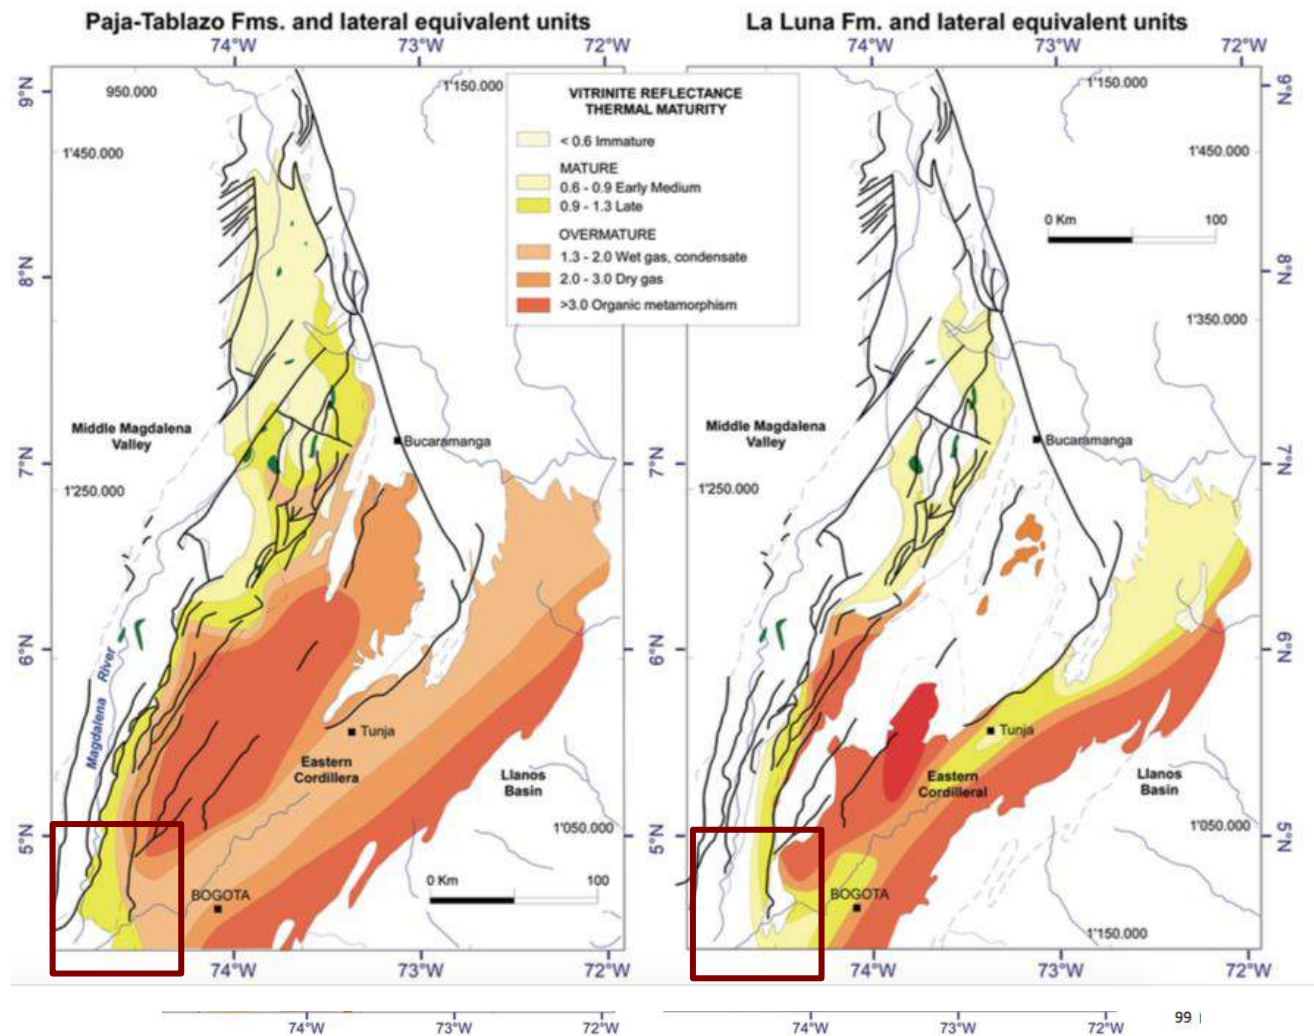 Paja-Tablazo Fms. and lateral equivalent units
74°W
73°W
72°W
9°N
8°N
7°N
6°N
5°N
950.000
1'150.000
1'450.000
VITRINITE REFLECTANCE
THERMAL MATURITY
< 0.6 Immature
MATURE
0.6 - 0.9 Early Medium
0.9 - 1.3 Late
OVERMATURE
1.3 - 2.0 Wet gas, condensate
2.0 - 3.0 Dry gas
>3.0 Organic metamorphism
Middle Magdalena
Valley
Bucaramanga
1'250.000
Magdalena River
Tunja
Eastern
Cordillera
Llanos
Basin
1'050.000
0 Km 100
BOGOTA
74°W
73°W
72°W
La Luna Fm. and lateral equivalent units
74°W
73°W
72°W
9°N
8°N
7°N
6°N
5°N
1'150.000
1'450.000
0 Km 100
1'350.000
Middle Magdalena
Valley
Bucaramanga
1'250.000
Tunja
Eastern
Cordilleral
Llanos
Basin
1'050.000
5°N
BOGOTA
1'150.000
74°W
73°W
72°W
74°W
73°W
72°W
74°W
73°W
72°W
99